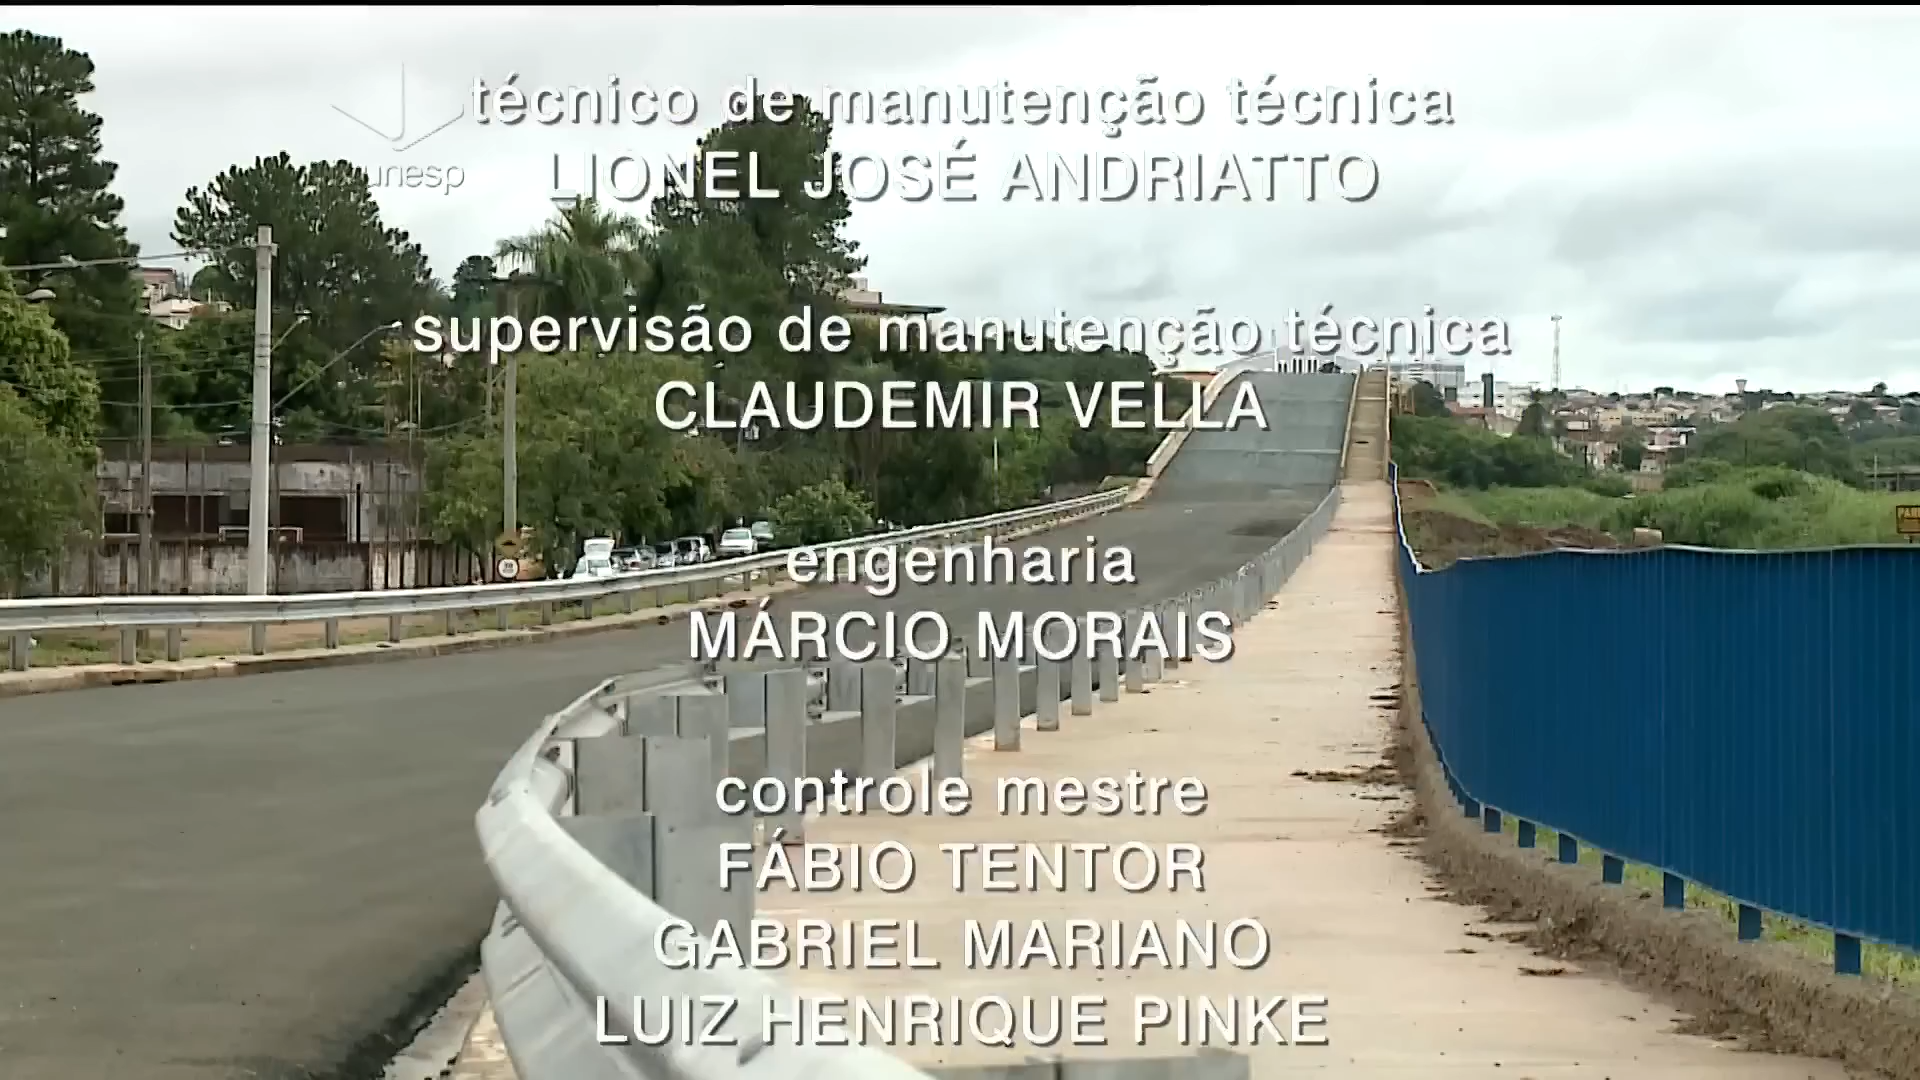 técnico de manutenção técnica
unesp
LIONEL JOSÉ ANDRIATTO
supervisão de manutenção técnica
CLAUDEMIR VELLA
engenharia
MÁRCIO MORAIS
controle mestre
FÁBIO TENTOR
GABRIEL MARIANO
LUIZ HENRIQUE PINKE